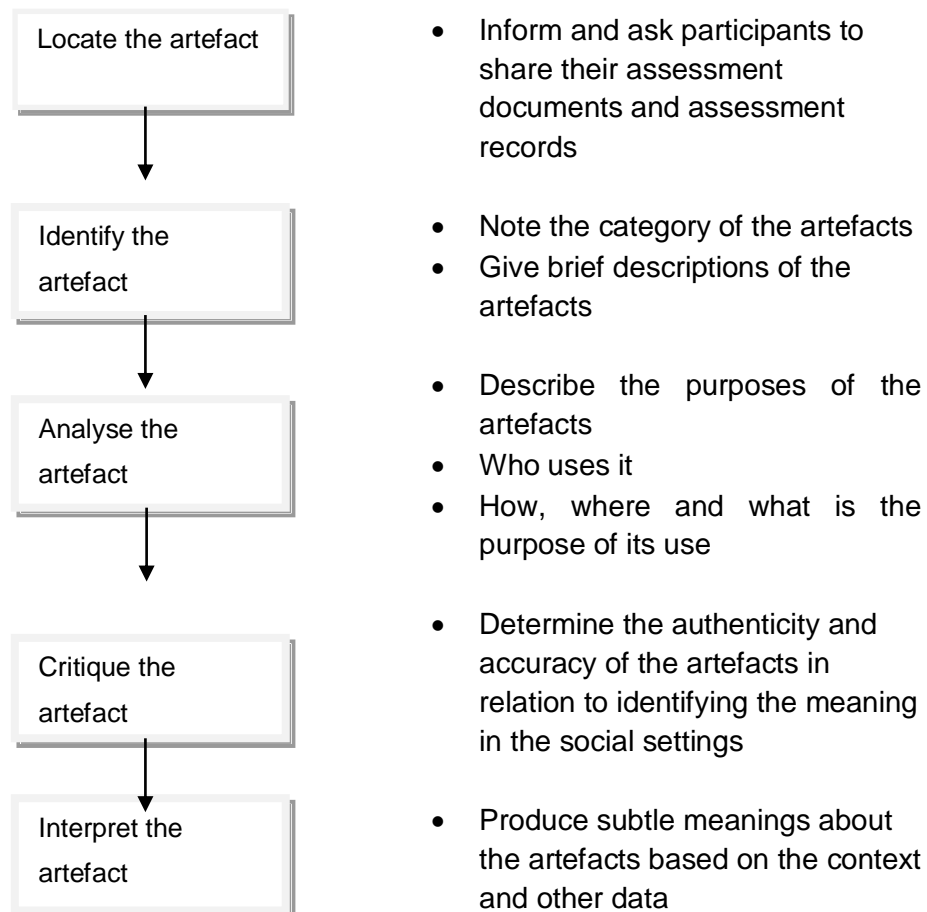 Locate the artefact
• Inform and ask participants to
share their assessment
documents and assessment
records
Identify the
artefact
• Note the category of the artefacts
• Give brief descriptions of the
artefacts
Analyse the
artefact
• Describe the purposes of the
artefacts
• Who uses it
• How, where and what is the
purpose of its use
Critique the
artefact
• Determine the authenticity and
accuracy of the artefacts in
relation to identifying the meaning
in the social settings
Interpret the
artefact
• Produce subtle meanings about
the artefacts based on the context
and other data